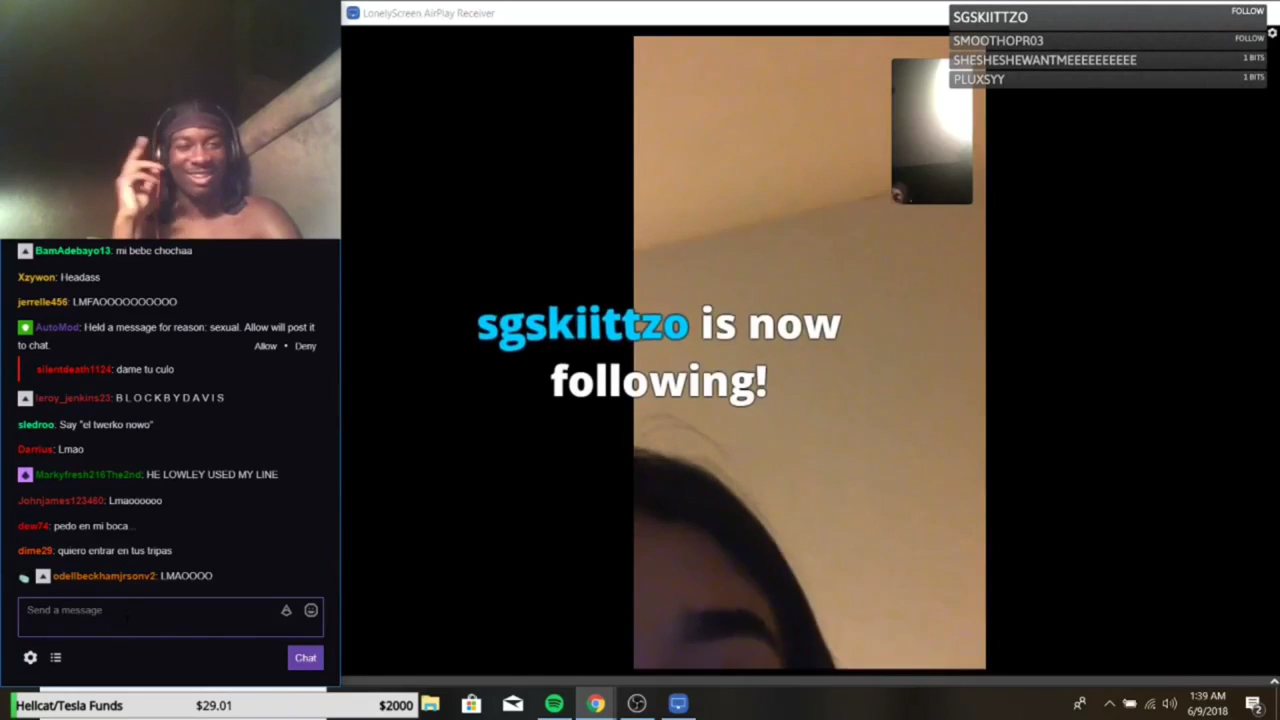 LonelyScreen AirPlay Receiver
SGSKIITTZO FOLLOW
SMOOTHOPR03 FOLLOW
SHESHESHEWANTMEEEEEEEEEE 1 BITS
PLUXSYY 1 BITS
BamAdebayo13: mi bebe chochaa
Xzywon: Headass
jerrelle456: LMFAOOOOOOOOOO
AutoMod: Held a message for reason: sexual. Allow will post it
to chat. Allow • Deny
silentdeath1124: dame tu culo
leroy_jenkins23: B L O C K B Y D A V I S
sledroo: Say "el twerko nowo"
Darrius: Lmao
Markyfresh216The2nd: HE LOWLEY USED MY LINE
Johnjames123460: Lmaoooooo
dew74: pedo en mi boca...
dime29: quiero entrar en tus tripas
odellbeckhamjrsonv2: LMAOOOO
Send a message
Chat
sgskiittzo is now
following!
Hellcat/Tesla Funds $29.01 $2000
1:39 AM
6/9/2018
2